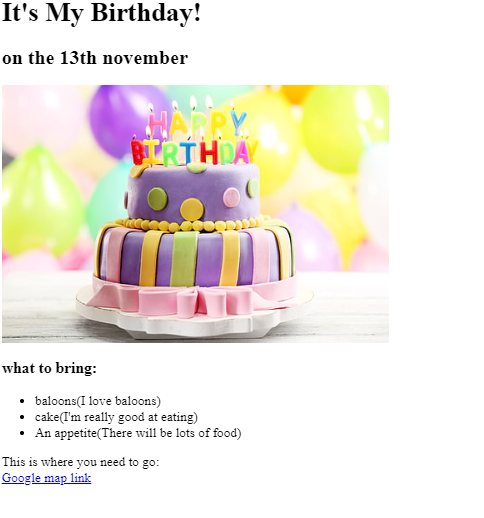 It's My Birthday!
on the 13th november
HAPPY
BIRTHDAY
what to bring:
baloons(I love baloons)
cake(I'm really good at eating)
An appetite(There will be lots of food)
This is where you need to go:
Google map link